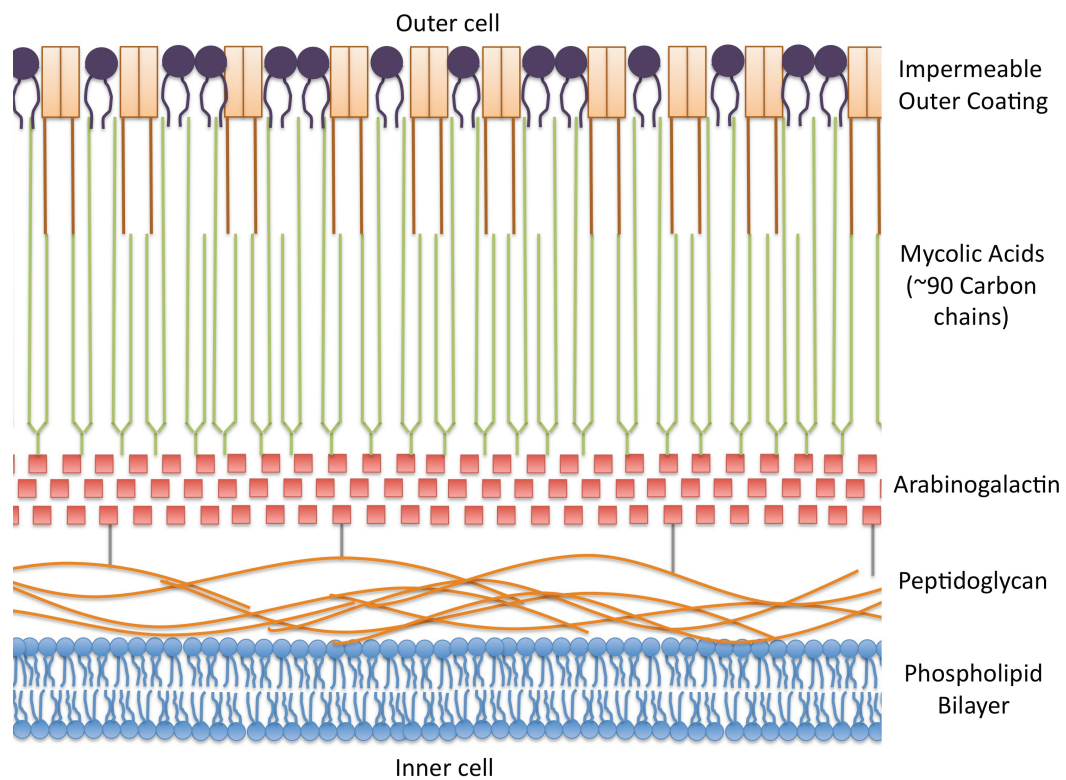 Outer cell
Impermeable
Outer Coating
Mycolic Acids
(~90 Carbon
chains)
Arabinogalactin
Peptidoglycan
Phospholipid
Bilayer
Inner cell